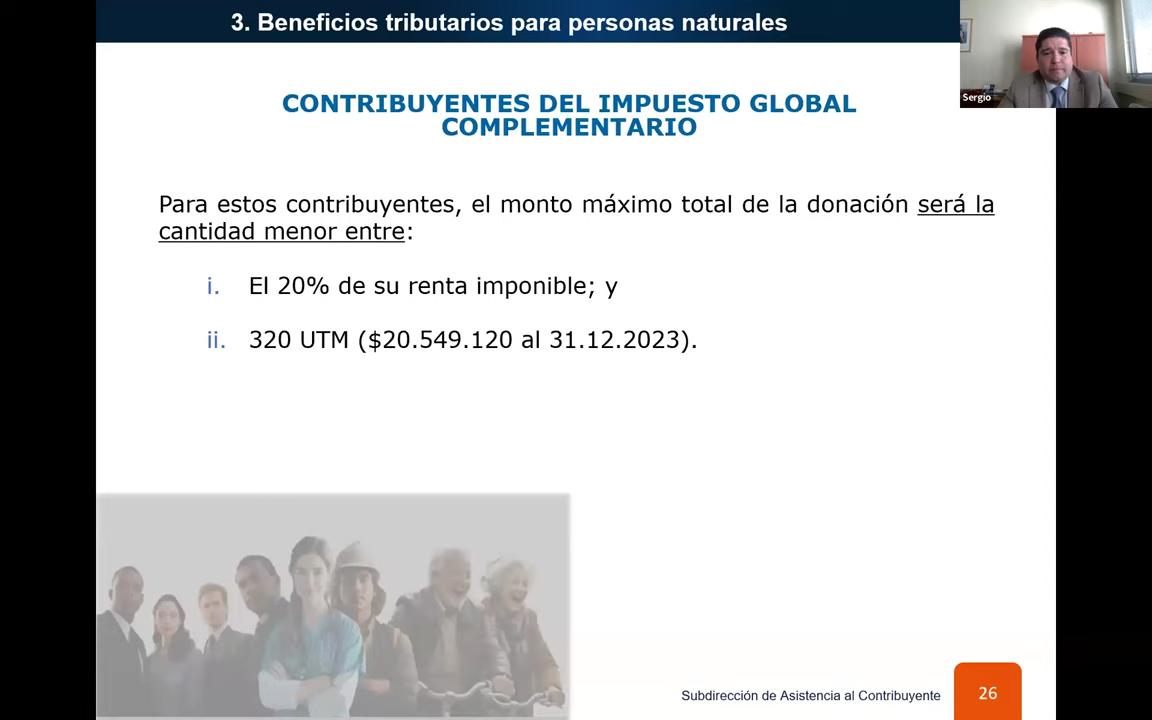 3. Beneficios tributarios para personas naturales
Sergio
CONTRIBUYENTES DEL IMPUESTO GLOBAL
COMPLEMENTARIO
Para estos contribuyentes, el monto máximo total de la donación será la
cantidad menor entre:
i. El 20% de su renta imponible; y
ii. 320 UTM ($20.549.120 al 31.12.2023).
Subdirección de Asistencia al Contribuyente
26